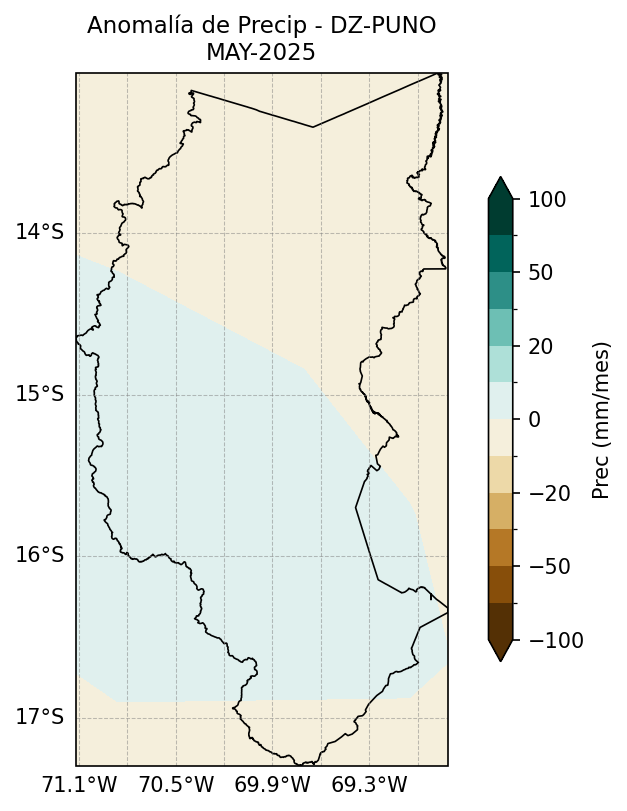 Anomalía de Precip - DZ-PUNO
MAY-2025
14°S
15°S
16°S
17°S
71.1°W 70.5°W 69.9°W 69.3°W
100
50
20
0
−20
−50
−100
Prec (mm/mes)